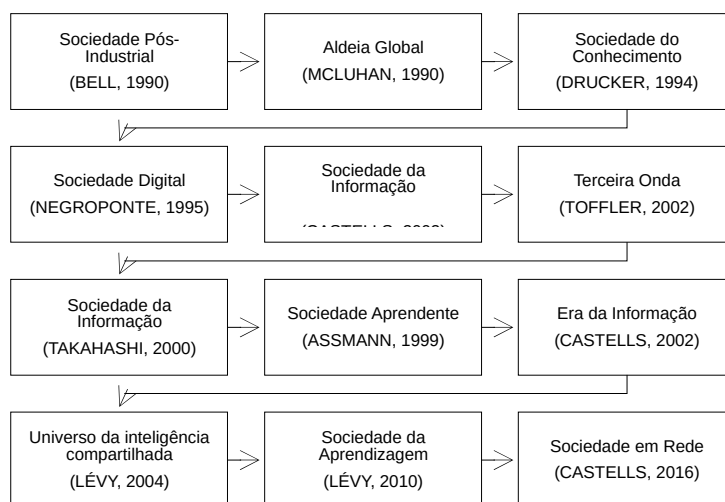 Sociedade Pós-
Industrial
(BELL, 1990)
Aldeia Global
(MCLUHAN, 1990)
Sociedade do
Conhecimento
(DRUCKER, 1994)
Sociedade Digital
(NEGROPONTE, 1995)
Sociedade da
Informação
Terceira Onda
(TOFFLER, 2002)
Sociedade da
Informação
(TAKAHASHI, 2000)
Sociedade Aprendente
(ASSMANN, 1999)
Era da Informação
(CASTELLS, 2002)
Universo da inteligência
compartilhada
(LÉVY, 2004)
Sociedade da
Aprendizagem
(LÉVY, 2010)
Sociedade em Rede
(CASTELLS, 2016)